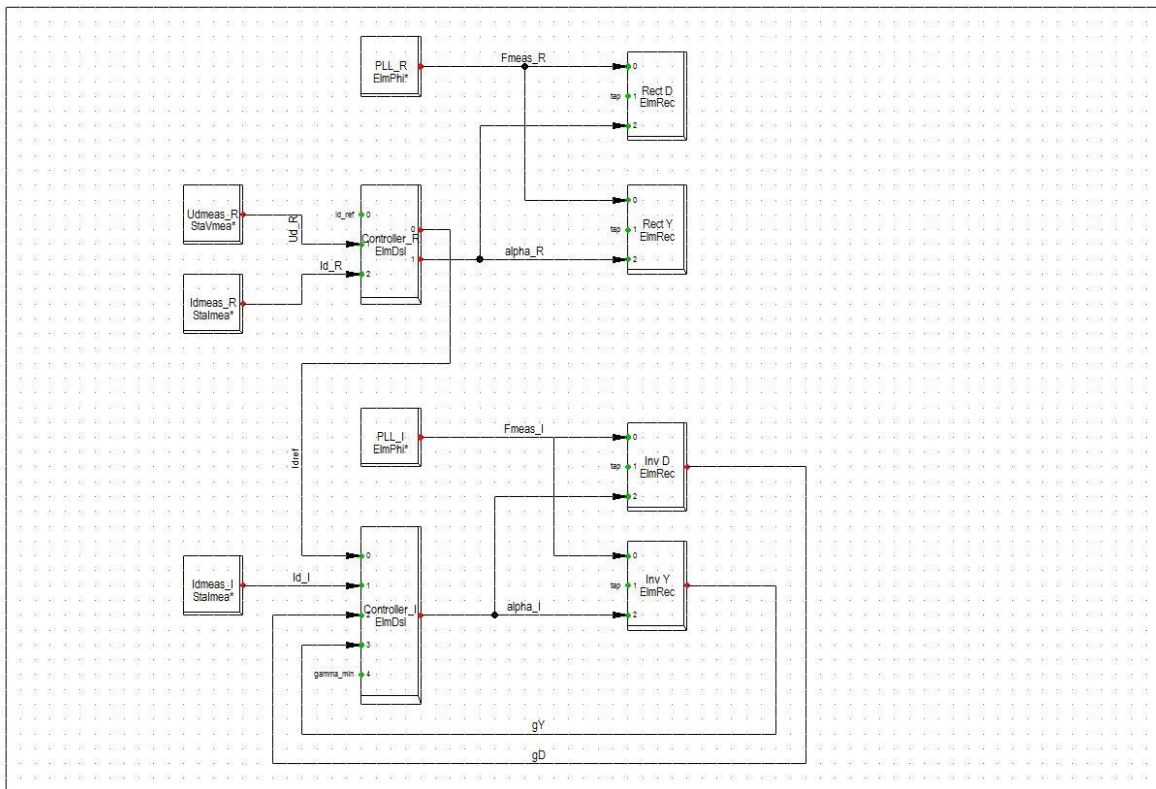 PLL_R
ElmPhi*
Fmeas_R
0
tap 1
2
Rect D
ElmRec
Udmeas_R
StaVmea*
Ud_R
id_ref 0
1
2
Controller_R
ElmDsl
0
1
Id_R
alpha_R
0
tap 1
2
Rect Y
ElmRec
Idmeas_R
StaImea*
Idref
PLL_I
ElmPhi*
Fmeas_I
0
tap 1
2
Inv D
ElmRec
Idmeas_I
StaImea*
Id_I
0
1
2
3
gamma_min 4
Controller_I
ElmDsl
alpha_I
0
tap 1
2
Inv Y
ElmRec
gY
gD